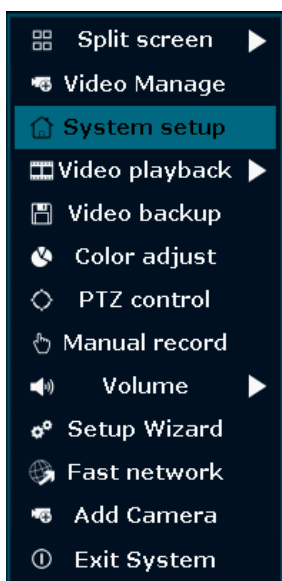 Split screen
Video Manage
System setup
Video playback
Video backup
Color adjust
PTZ control
Manual record
Volume
Setup Wizard
Fast network
Add Camera
Exit System